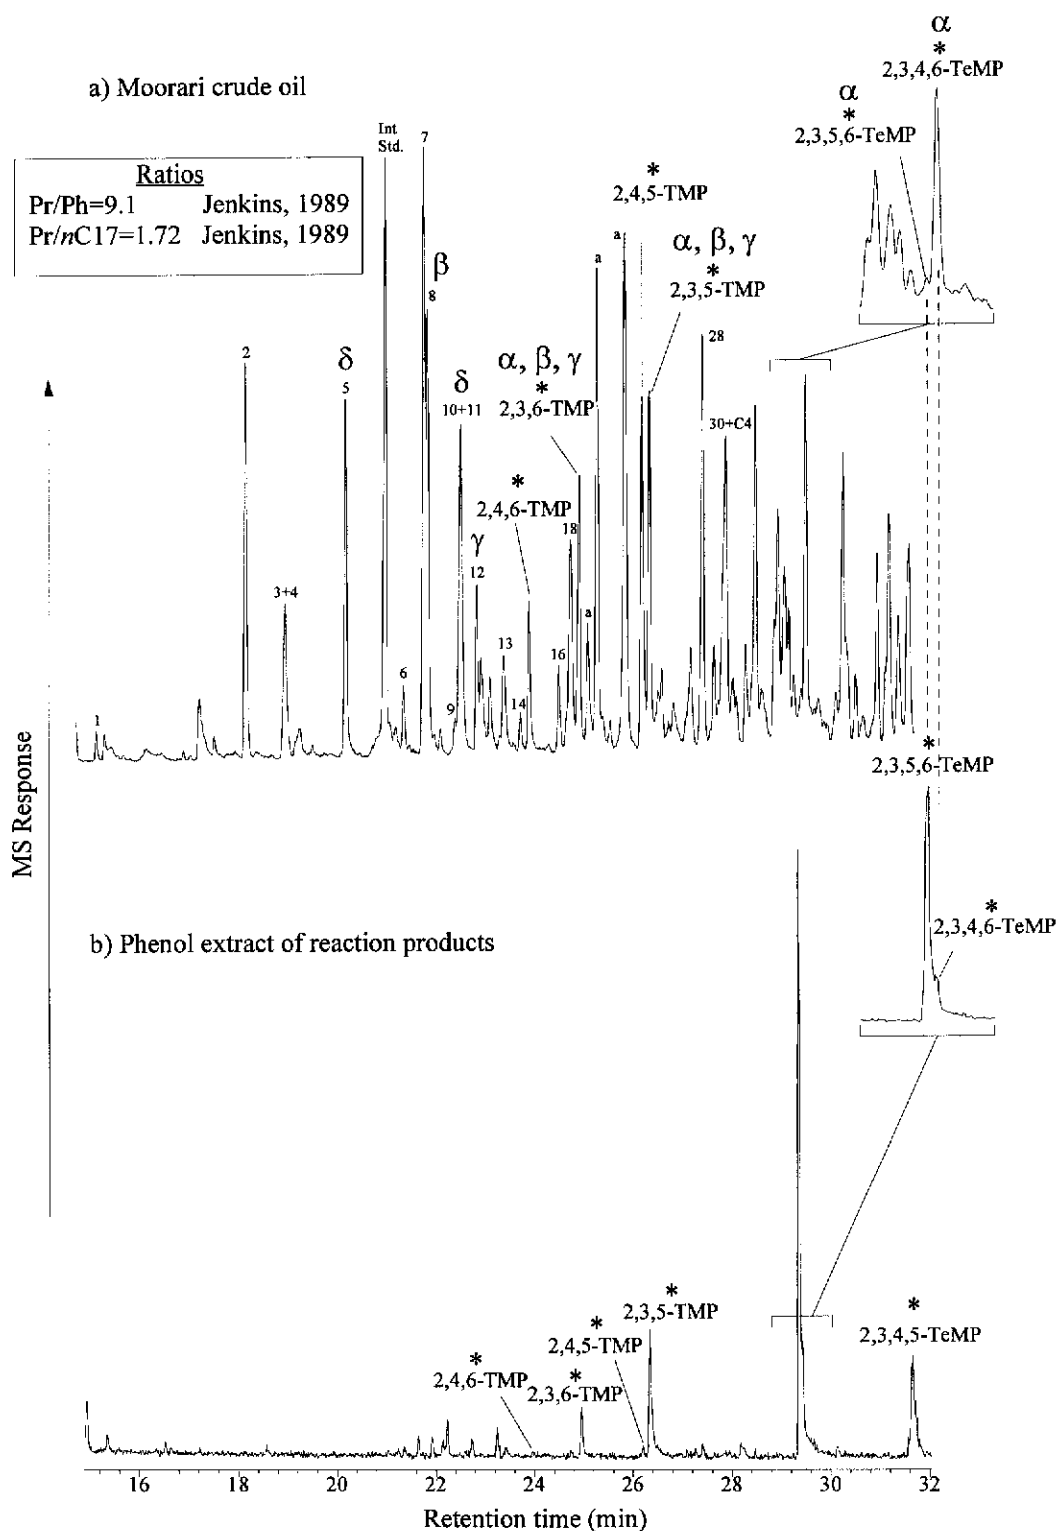 a) Moorari crude oil
Ratios
Pr/Ph=9.1 Jenkins, 1989
Pr/nC17=1.72 Jenkins, 1989
α
*
2,3,4,6-TeMP
α
*
2,3,5,6-TeMP
Int
Std.
7
*
2,4,5-TMP
a
α, β, γ
*
2,3,5-TMP
a
β
8
2
δ
5
δ
10+11
α, β, γ
*
2,3,6-TMP
28
30+C4
*
2,4,6-TMP
18
γ
12
3+4
a
13
16
6
9
14
1
*
2,3,5,6-TeMP
MS Response
b) Phenol extract of reaction products
*
2,3,4,6-TeMP
*
2,3,5-TMP
*
2,4,5-TMP
*
2,4,6-TMP
*
2,3,6-TMP
*
2,3,4,5-TeMP
16 18 20 22 24 26 28 30 32
Retention time (min)